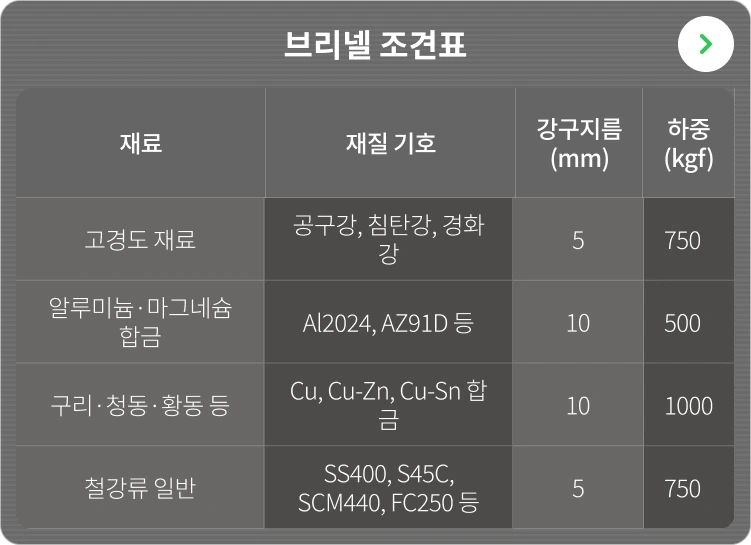 브리넬 조견표
재료
재질 기호
강구지름
(mm)
하중
(kgf)
고경도 재료
공구강, 침탄강, 경화
강
5
750
알루미늄·마그네슘
합금
Al2024, AZ91D 등
10
500
구리·청동·황동 등
Cu, Cu-Zn, Cu-Sn 합
금
10
1000
철강류 일반
SS400, S45C,
SCM440, FC250 등
5
750